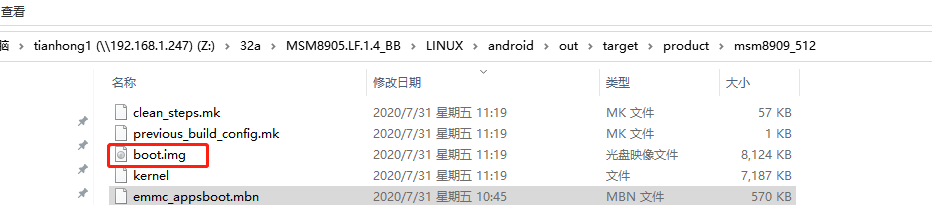 查看
脑 › tianhong1 (\\192.168.1.247) (Z:) › 32a › MSM8905.LF.1.4_BB › LINUX › android › out › target › product › msm8909_512
名称 修改日期 类型 大小
clean_steps.mk 2020/7/31 星期五 11:19 MK 文件 57 KB
previous_build_config.mk 2020/7/31 星期五 11:19 MK 文件 1 KB
boot.img 2020/7/31 星期五 11:19 光盘映像文件 8,124 KB
kernel 2020/7/31 星期五 11:19 文件 7,187 KB
emmc_appsboot.mbn 2020/7/31 星期五 10:45 MBN 文件 570 KB